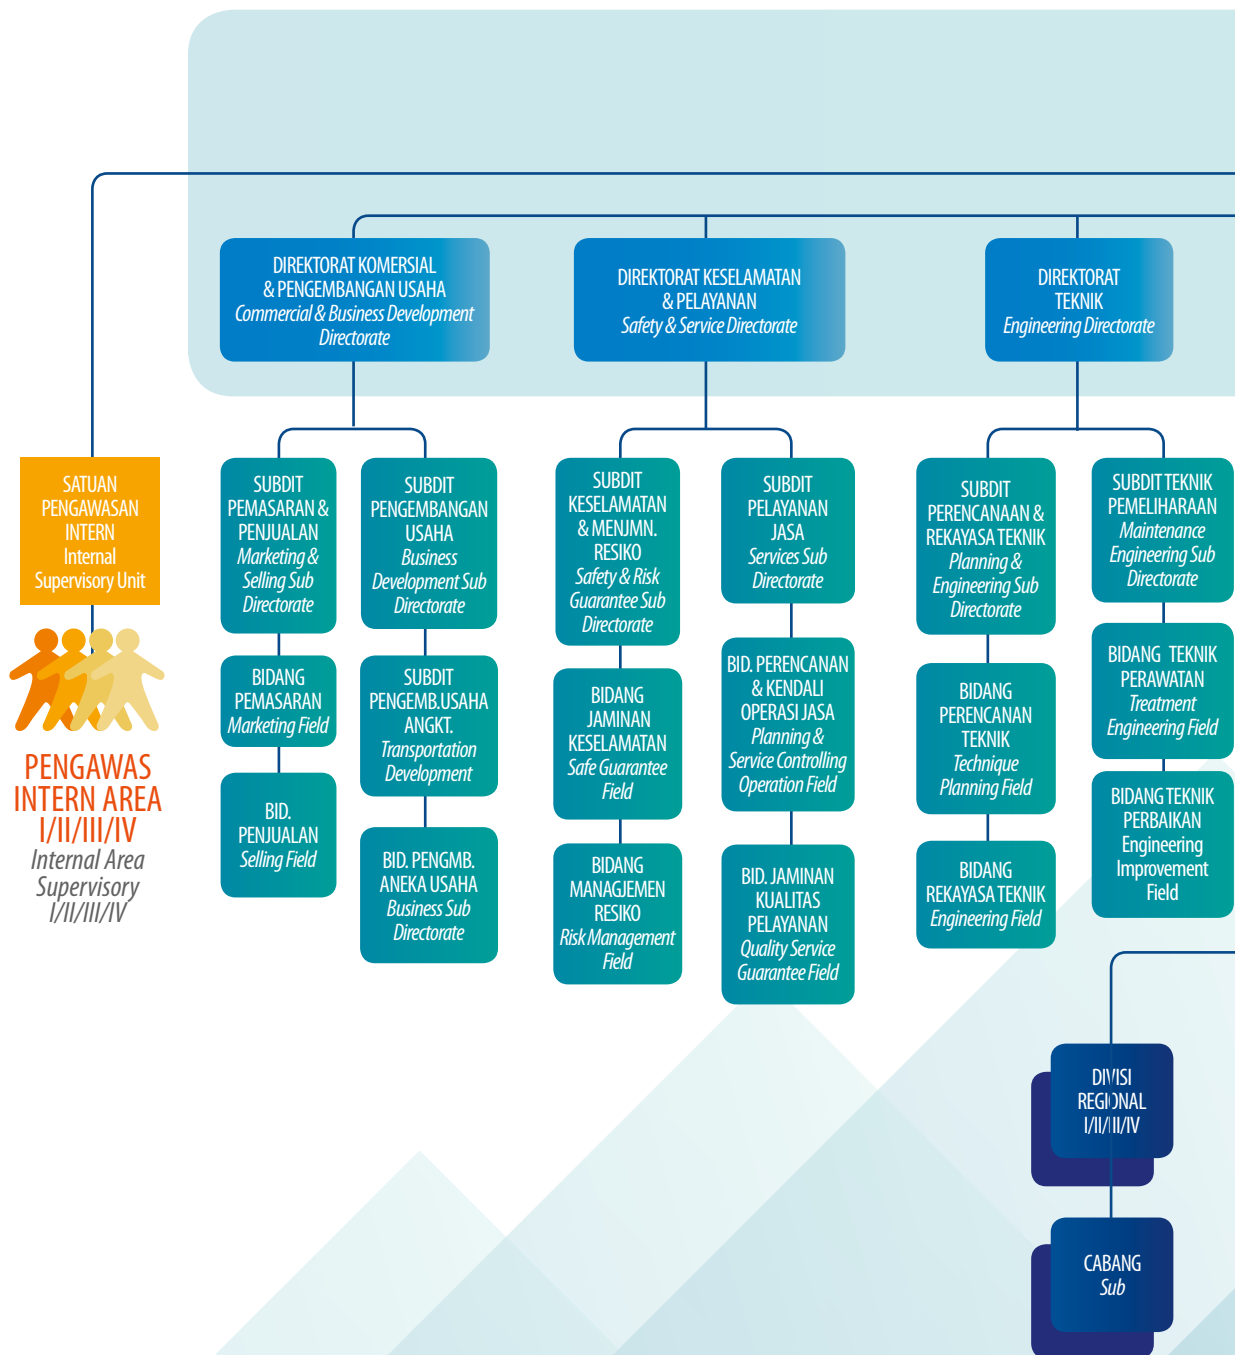 DIREKTORAT KOMERSIAL
& PENGEMBANGAN USAHA
Commercial & Business Development
Directorate
DIREKTORAT KESELAMATAN
& PELAYANAN
Safety & Service Directorate
DIREKTORAT
TEKNIK
Engineering Directorate
SATUAN
PENGAWASAN
INTERN
Internal
Supervisory Unit
PENGAWAS
INTERN AREA
I/II/III/IV
Internal Area
Supervisory
I/II/III/IV
SUBDIT
PEMASARAN &
PENJUALAN
Marketing &
Selling Sub
Directorate
BIDANG
PEMASARAN
Marketing Field
BID.
PENJUALAN
Selling Field
SUBDIT
PENGEMBANGAN
USAHA
Business
Development Sub
Directorate
SUBDIT
PENGEMB.USAHA
ANGKT.
Transportation
Development
BID. PENGMB.
ANEKA USAHA
Business Sub
Directorate
SUBDIT
KESELAMATAN
& MENJMN.
RESIKO
Safety & Risk
Guarantee Sub
Directorate
BIDANG
JAMINAN
KESELAMATAN
Safe Guarantee
Field
BIDANG
MANAGJEMEN
RESIKO
Risk Management
Field
SUBDIT
PELAYANAN
JASA
Services Sub
Directorate
BID. PERENCANAN
& KENDALI
OPERASI JASA
Planning &
Service Controlling
Operation Field
BID. JAMINAN
KUALITAS
PELAYANAN
Quality Service
Guarantee Field
SUBDIT
PERENCANAAN &
REKAYASA TEKNIK
Planning &
Engineering Sub
Directorate
BIDANG
PERENCANAN
TEKNIK
Technique
Planning Field
BIDANG
REKAYASA TEKNIK
Engineering Field
SUBDIT TEKNIK
PEMELIHARAAN
Maintenance
Engineering Sub
Directorate
BIDANG TEKNIK
PERAWATAN
Treatment
Engineering Field
BIDANG TEKNIK
PERBAIKAN
Engineering
Improvement
Field
DIVISI
REGIONAL
I/II/III/IV
CABANG
Sub